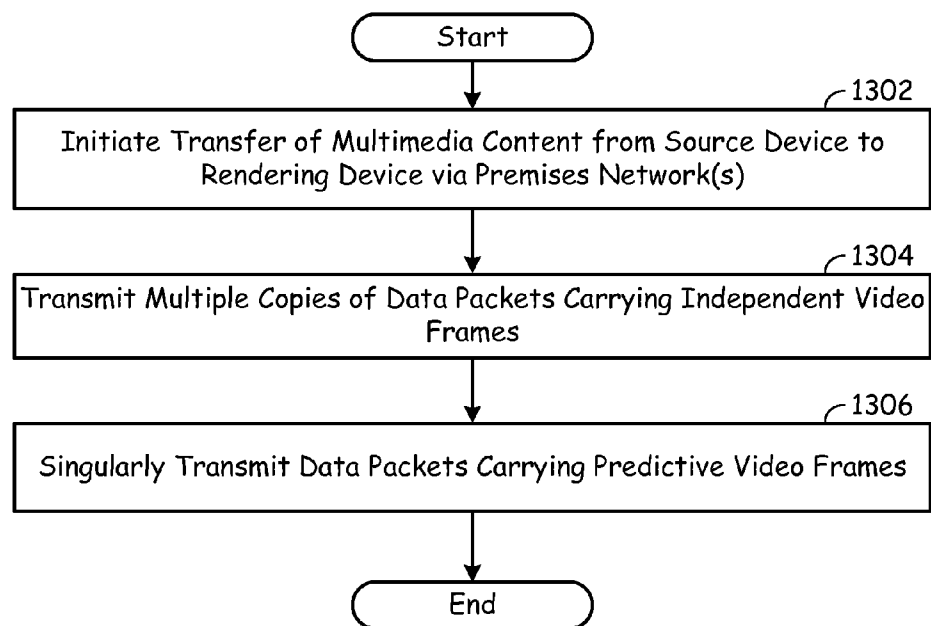 Start
1302
Initiate Transfer of Multimedia Content from Source Device to
Rendering Device via Premises Network(s)
1304
Transmit Multiple Copies of Data Packets Carrying Independent Video
Frames
1306
Singularly Transmit Data Packets Carrying Predictive Video Frames
End